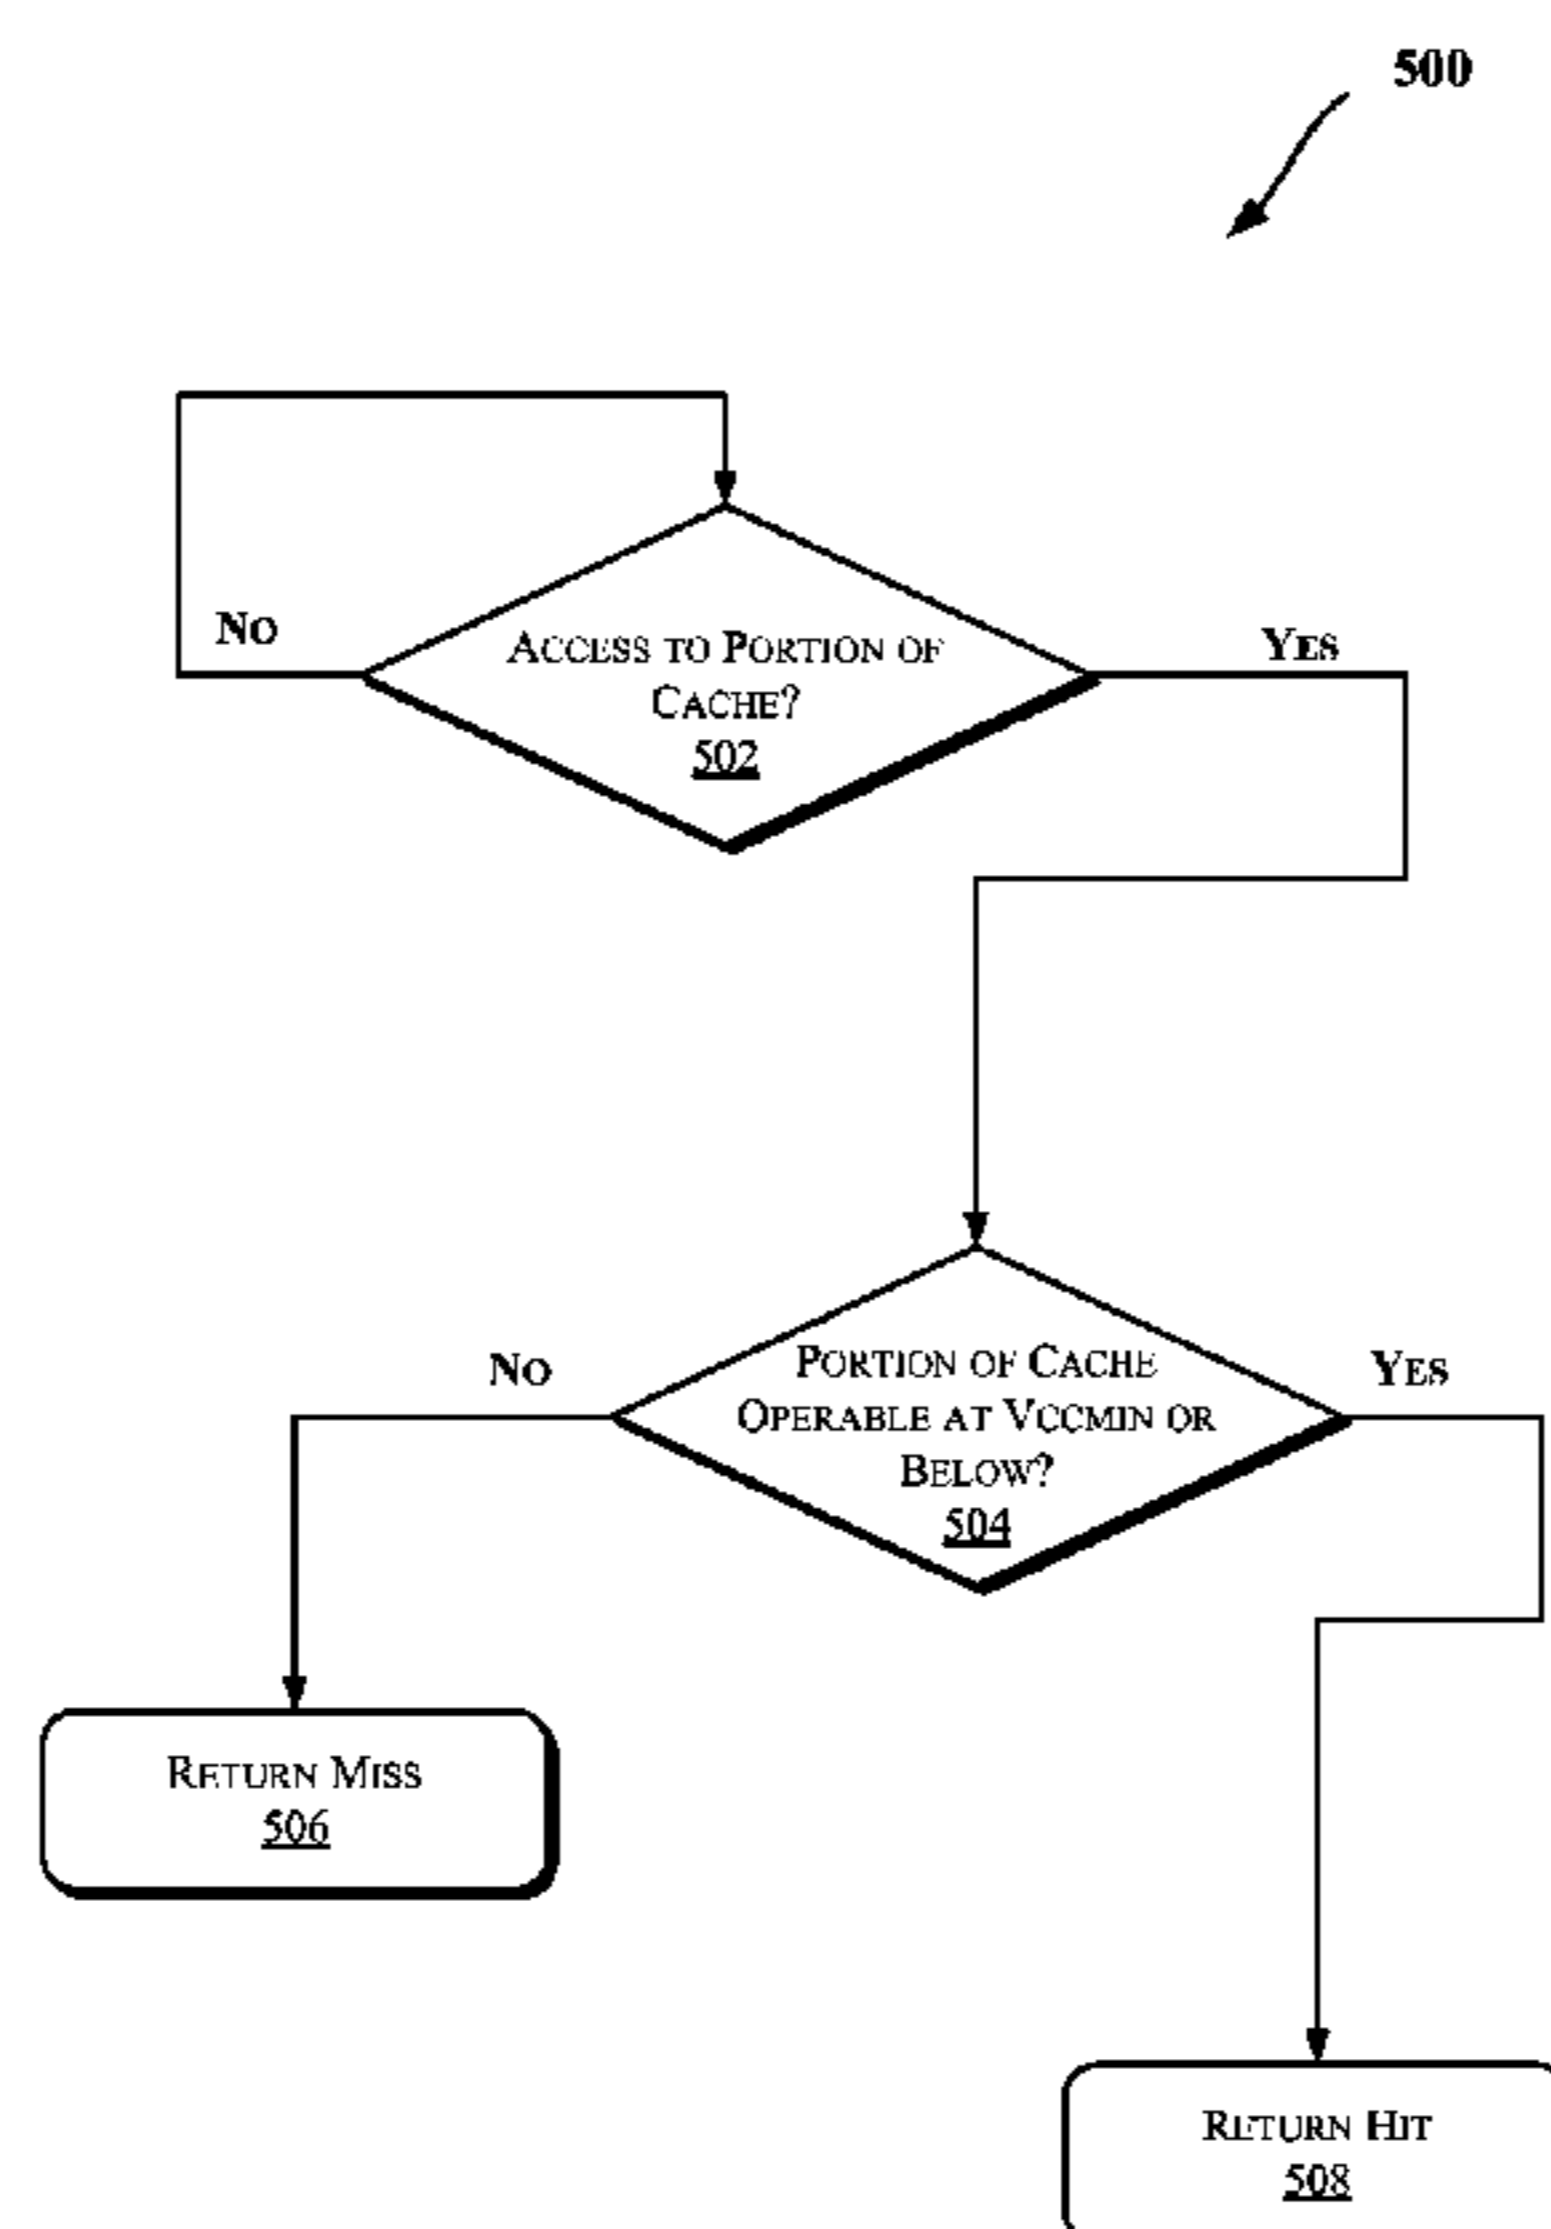 500
NO
ACCESS TO PORTION OF
CACHE?
502
YES
NO
PORTION OF CACHE
OPERABLE AT VCCMIN OR
BELOW?
504
YES
RETURN MISS
506
RETURN HIT
508